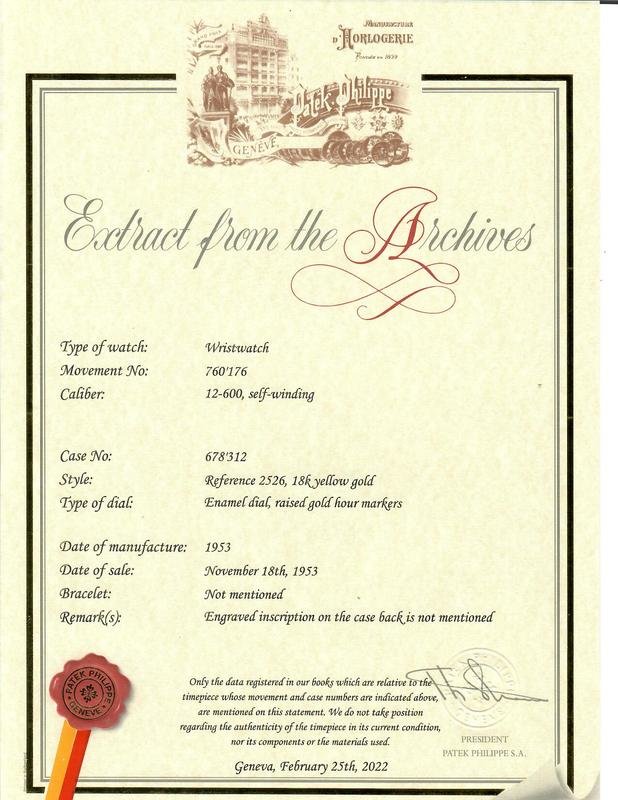 GRAND PRIX
MANUFACTURE
D'HORLOGERIE
Fondée en 1839
Patek, Philippe
GENÈVE
Extract from the Archives
Type of watch: Wristwatch
Movement No: 760'176
Caliber: 12-600, self-winding
Case No: 678'312
Style: Reference 2526, 18k yellow gold
Type of dial: Enamel dial, raised gold hour markers
Date of manufacture: 1953
Date of sale: November 18th, 1953
Bracelet: Not mentioned
Remark(s): Engraved inscription on the case back is not mentioned
Only the data registered in our books which are relative to the
timepiece whose movement and case numbers are indicated above,
are mentioned on this statement. We do not take position
regarding the authenticity of the timepiece in its current condition,
nor its components or the materials used.
PATEK PHILIPPE
GENEVE
PRESIDENT
PATEK PHILIPPE S.A.
Geneva, February 25th, 2022